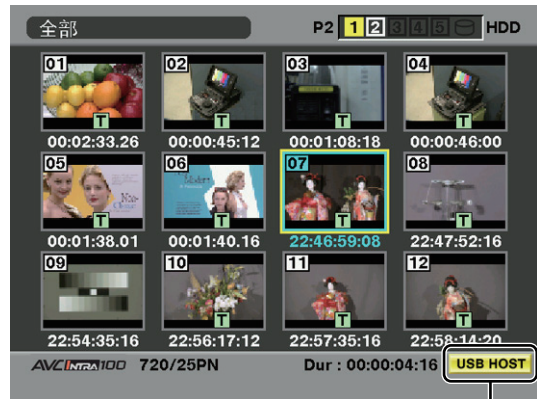 全部 P2 1 2 3 4 5 HDD
01 02 03 04
T T T T
00:02:33.26 00:00:45:12 00:01:08:18 00:00:46:00
05 06 07 08
T T T T
00:01:38.01 00:01:40.16 22:46:59:08 22:47:52:16
09 10 11 12
T T T
22:54:35:16 22:56:17:12 22:57:35:16 22:58:14:20
AVC INTRA 100 720/25PN Dur : 00:00:04:16 USB HOST